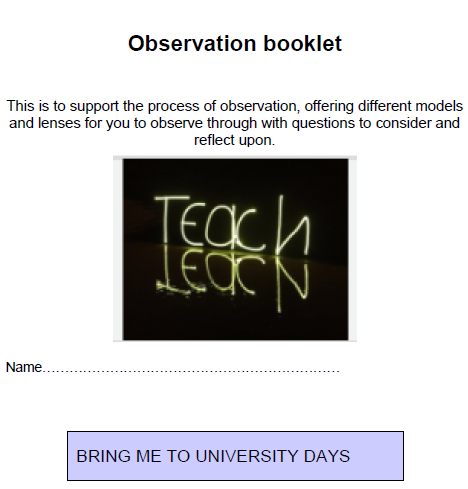 Observation booklet
This is to support the process of observation, offering different models
and lenses for you to observe through with questions to consider and
reflect upon.
Teach
Name……………………………………………………………
BRING ME TO UNIVERSITY DAYS